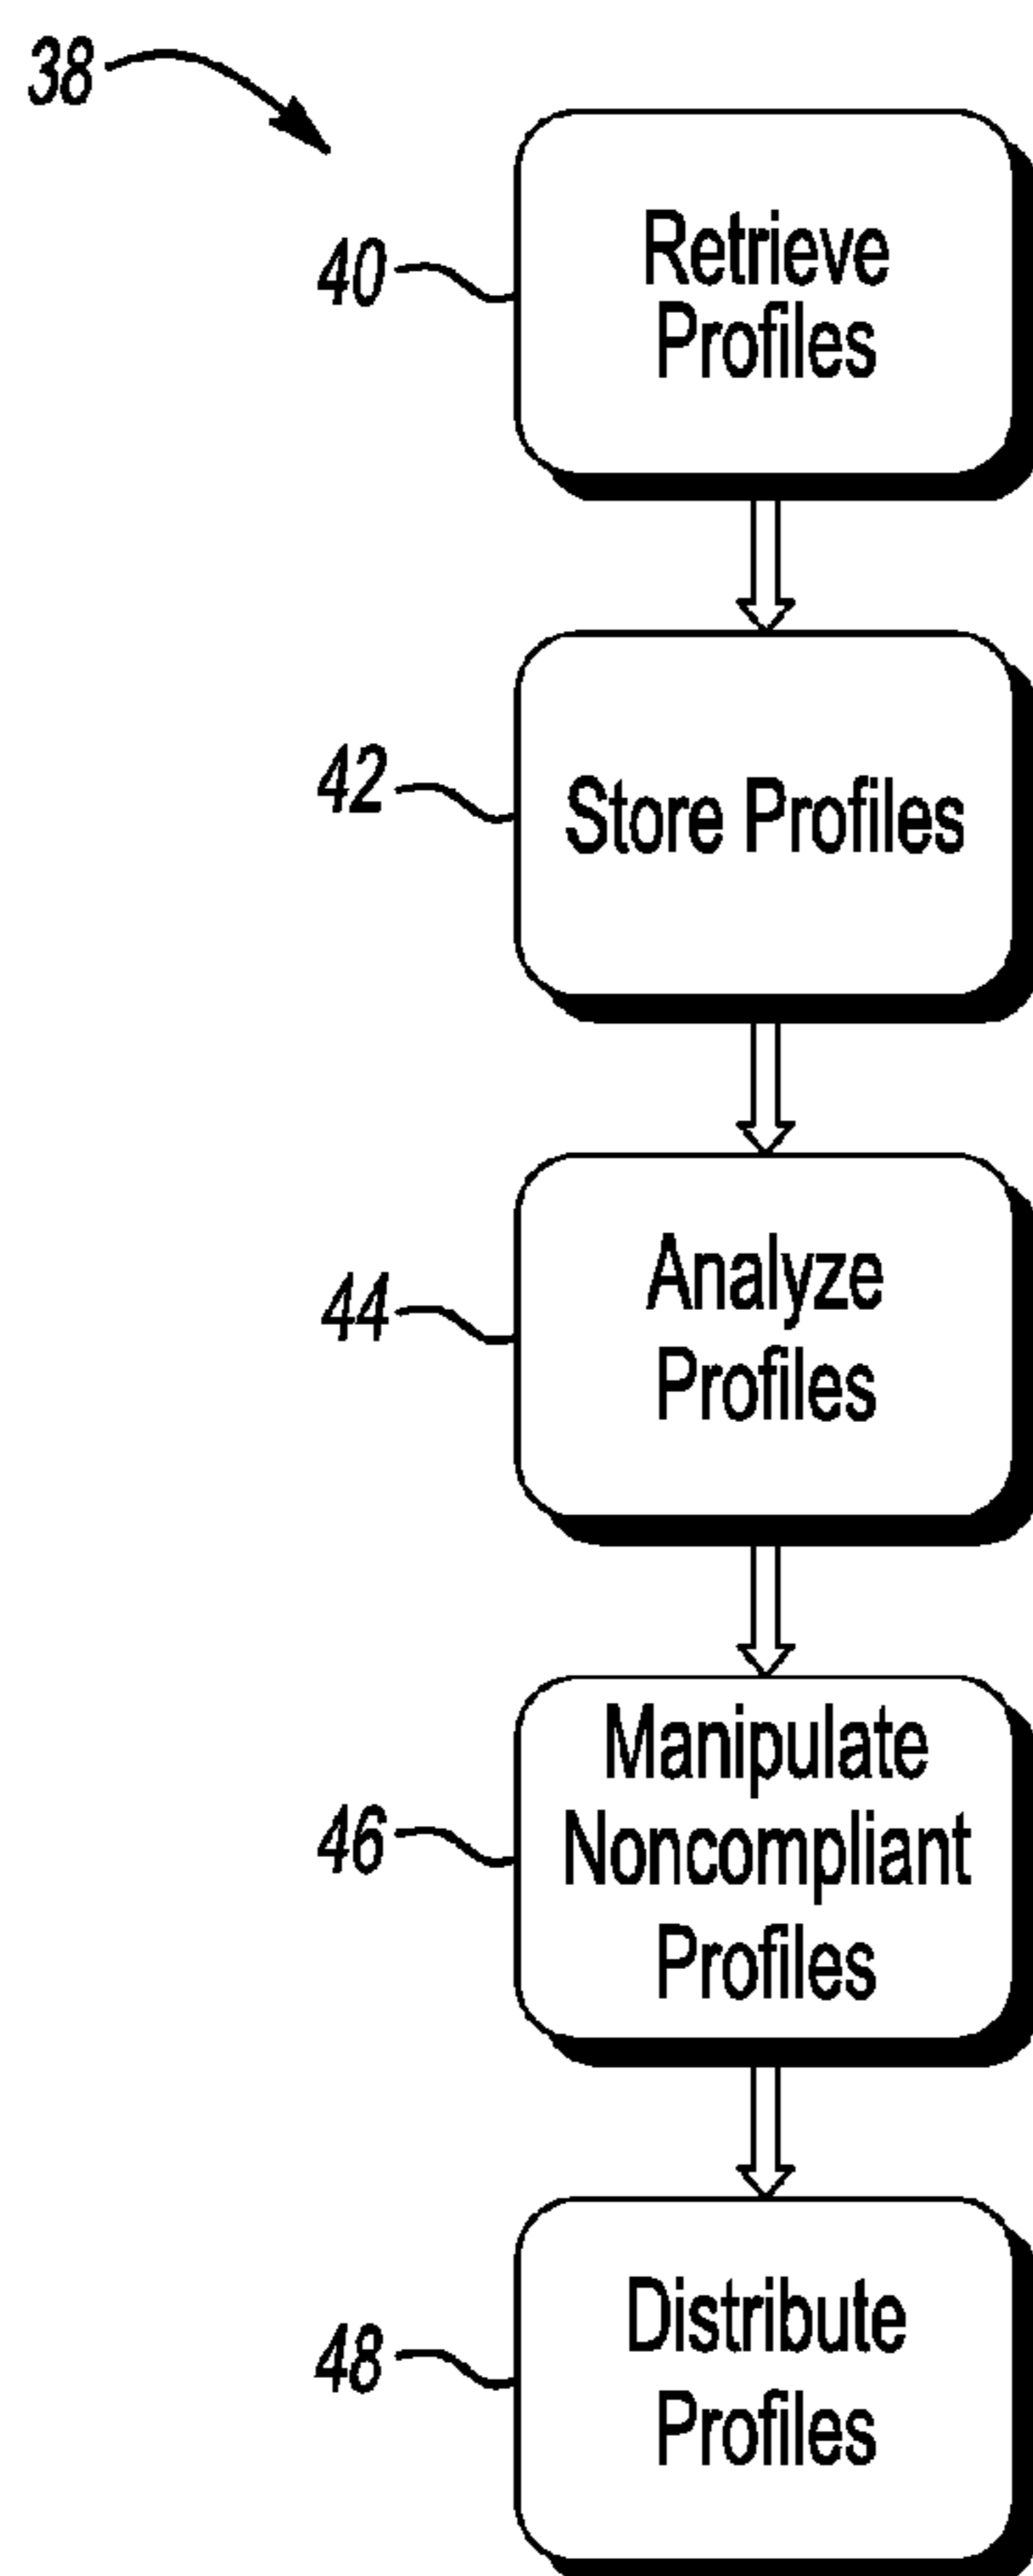 38
40
Retrieve
Profiles
42
Store Profiles
44
Analyze
Profiles
46
Manipulate
Noncompliant
Profiles
48
Distribute
Profiles